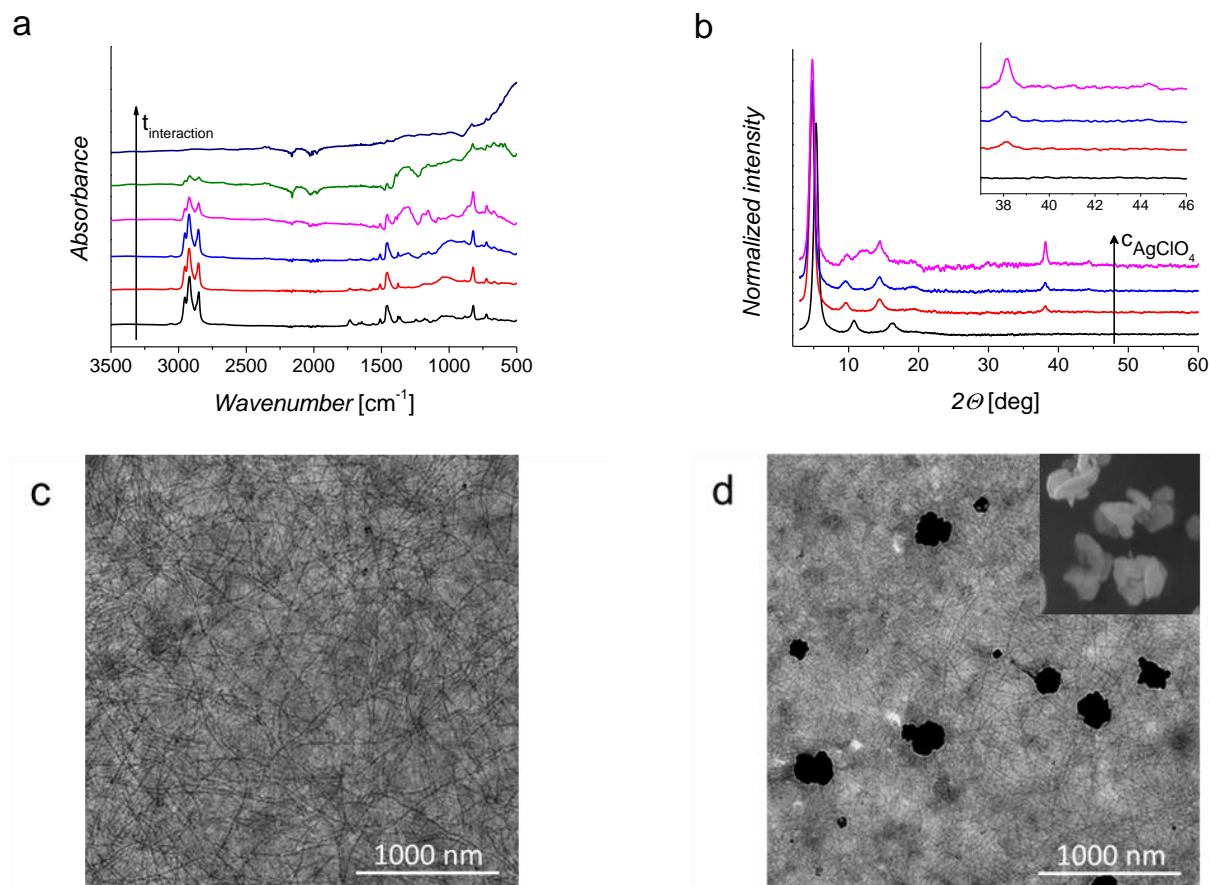 a
t interaction
Absorbance
3500 3000 2500 2000 1500 1000 500
Wavenumber [cm-1]
b
38 40 42 44 46
c AgClO4
Normalized intensity
10 20 30 40 50 60
2Θ [deg]
c
1000 nm
d
1000 nm